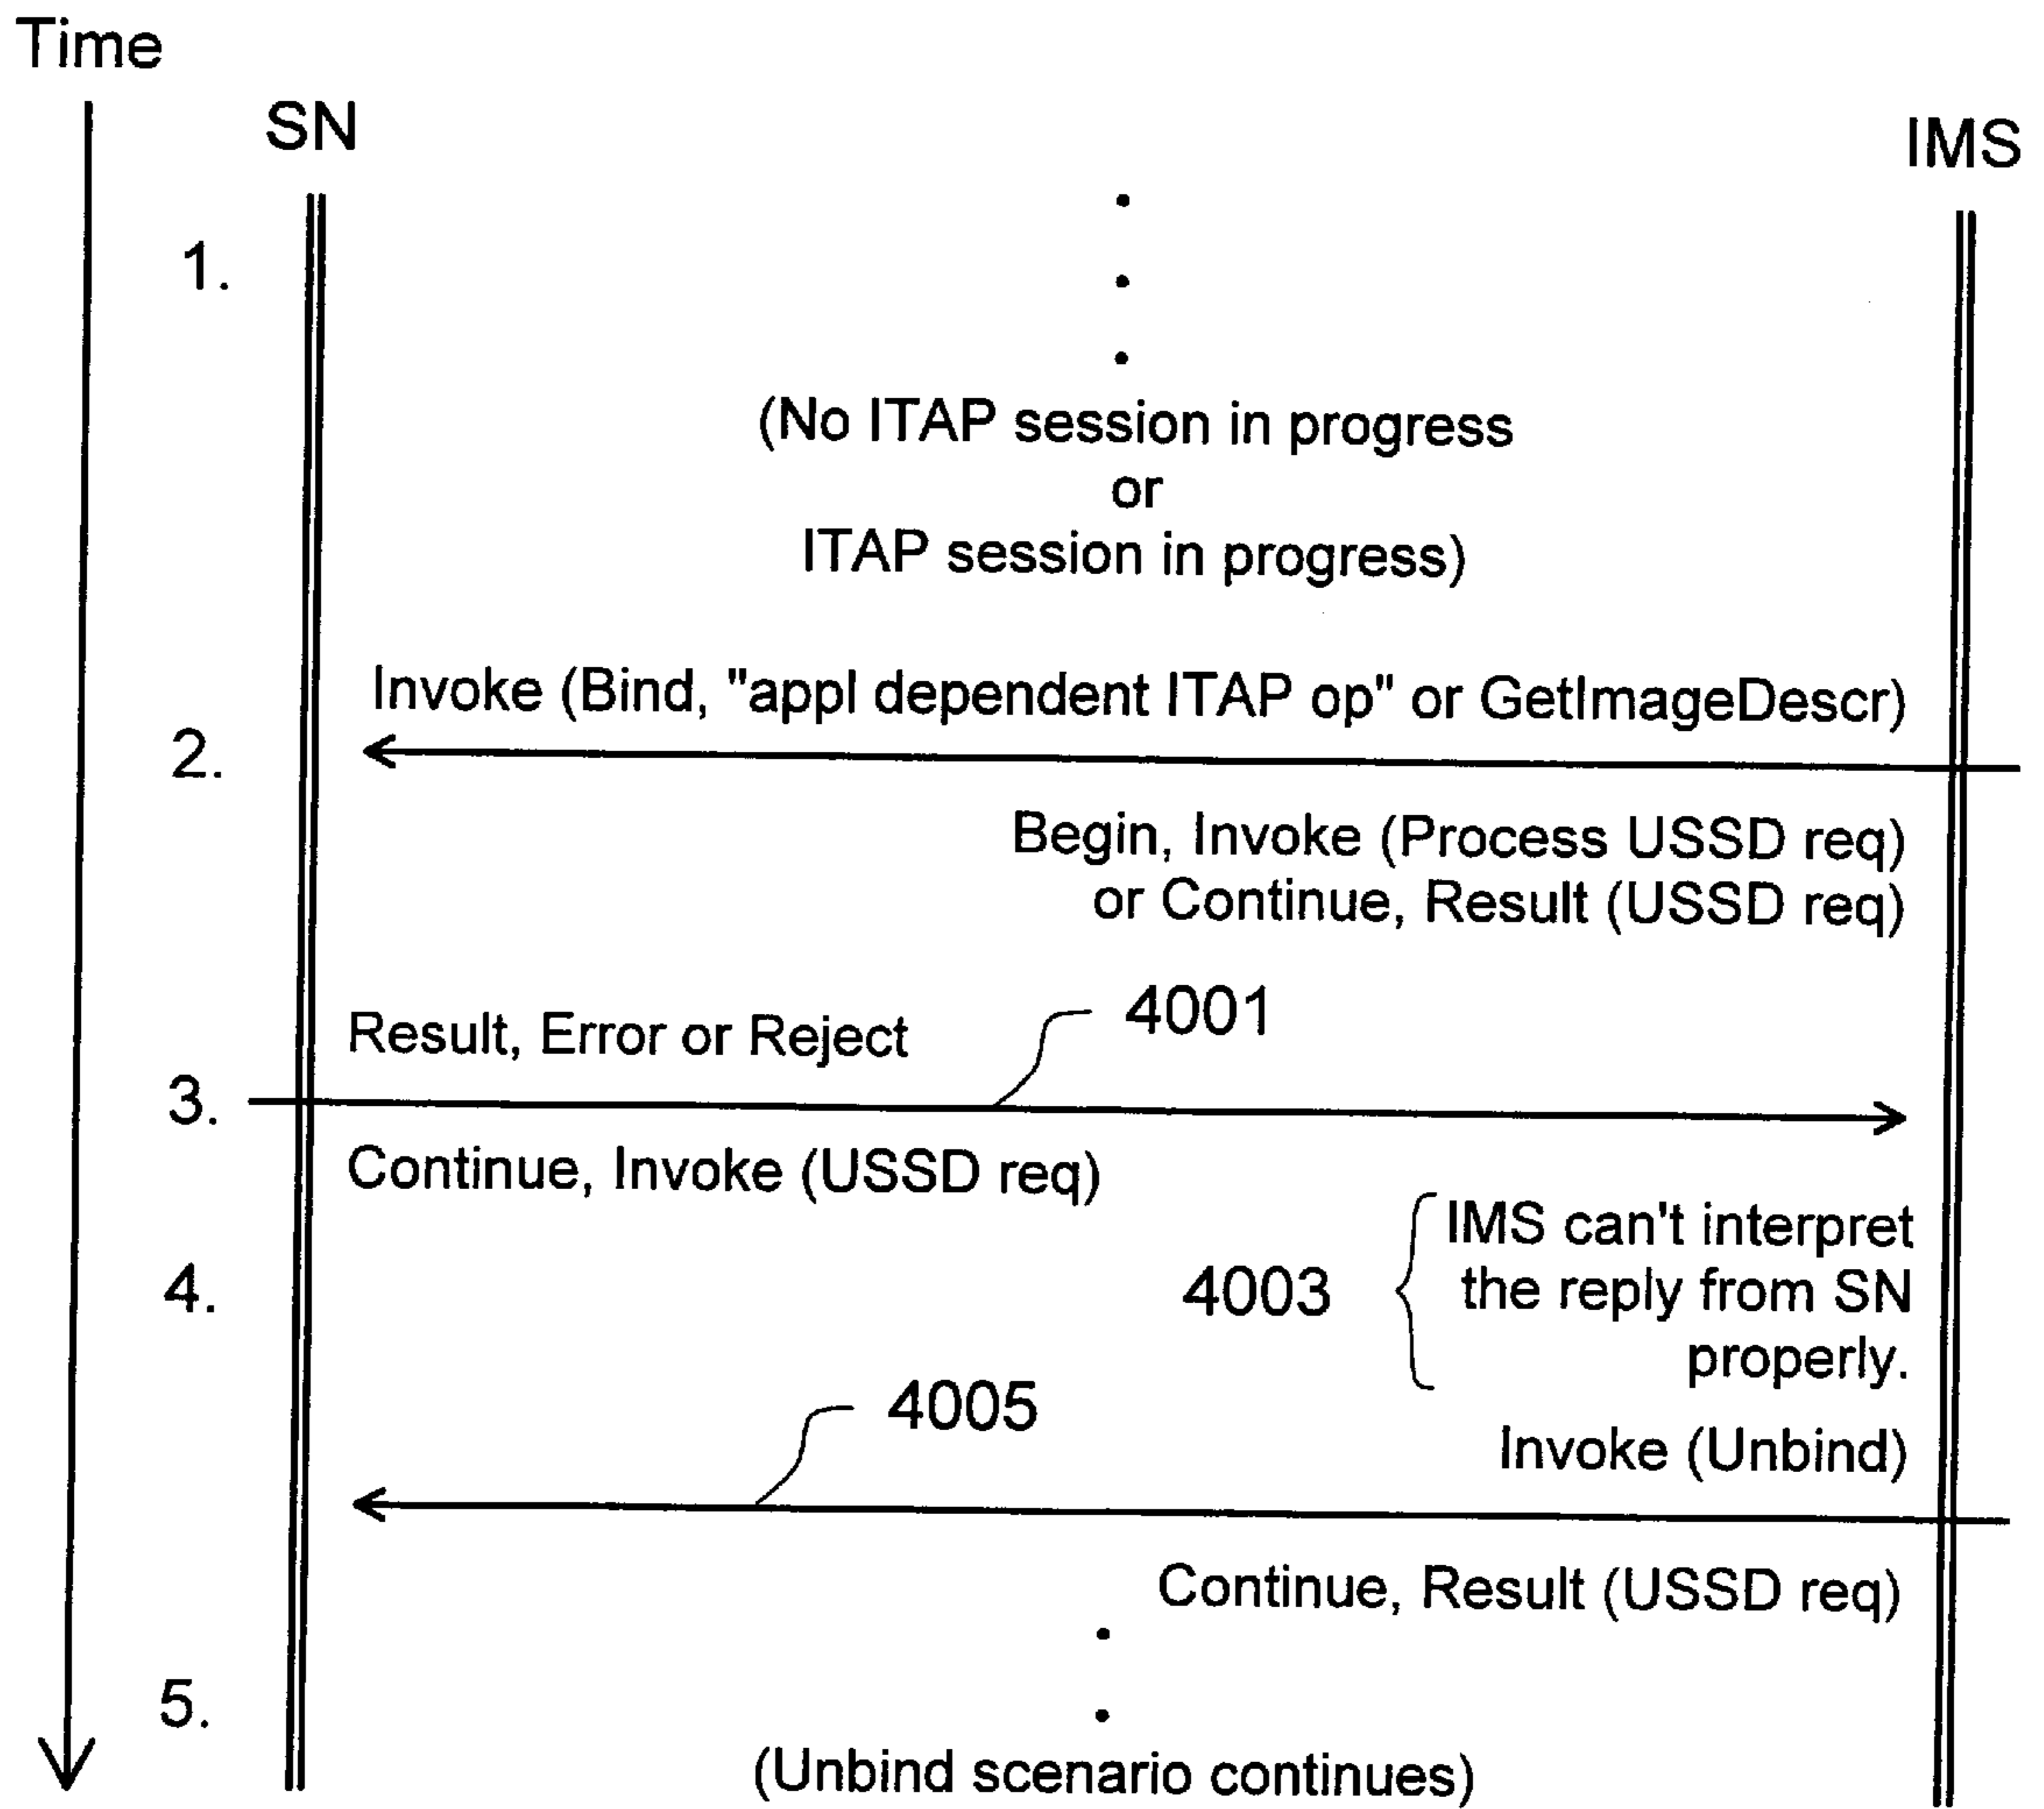 Time
SN
IMS
1.
(No ITAP session in progress
or
ITAP session in progress)
Invoke (Bind, "appl dependent ITAP op" or GetImageDescr)
2.
Begin, Invoke (Process USSD req)
or Continue, Result (USSD req)
4001
Result, Error or Reject
3.
Continue, Invoke (USSD req)
4.
4003
IMS can't interpret
the reply from SN
properly.
4005
Invoke (Unbind)
Continue, Result (USSD req)
5.
(Unbind scenario continues)